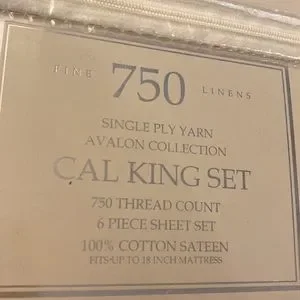 FINE 750 LINENS
SINGLE PLY YARN
AVALON COLLECTION
CAL KING SET
750 THREAD COUNT
6 PIECE SHEET SET
100% COTTON SATEEN
FITS-UP TO 18 INCH MATTRESS